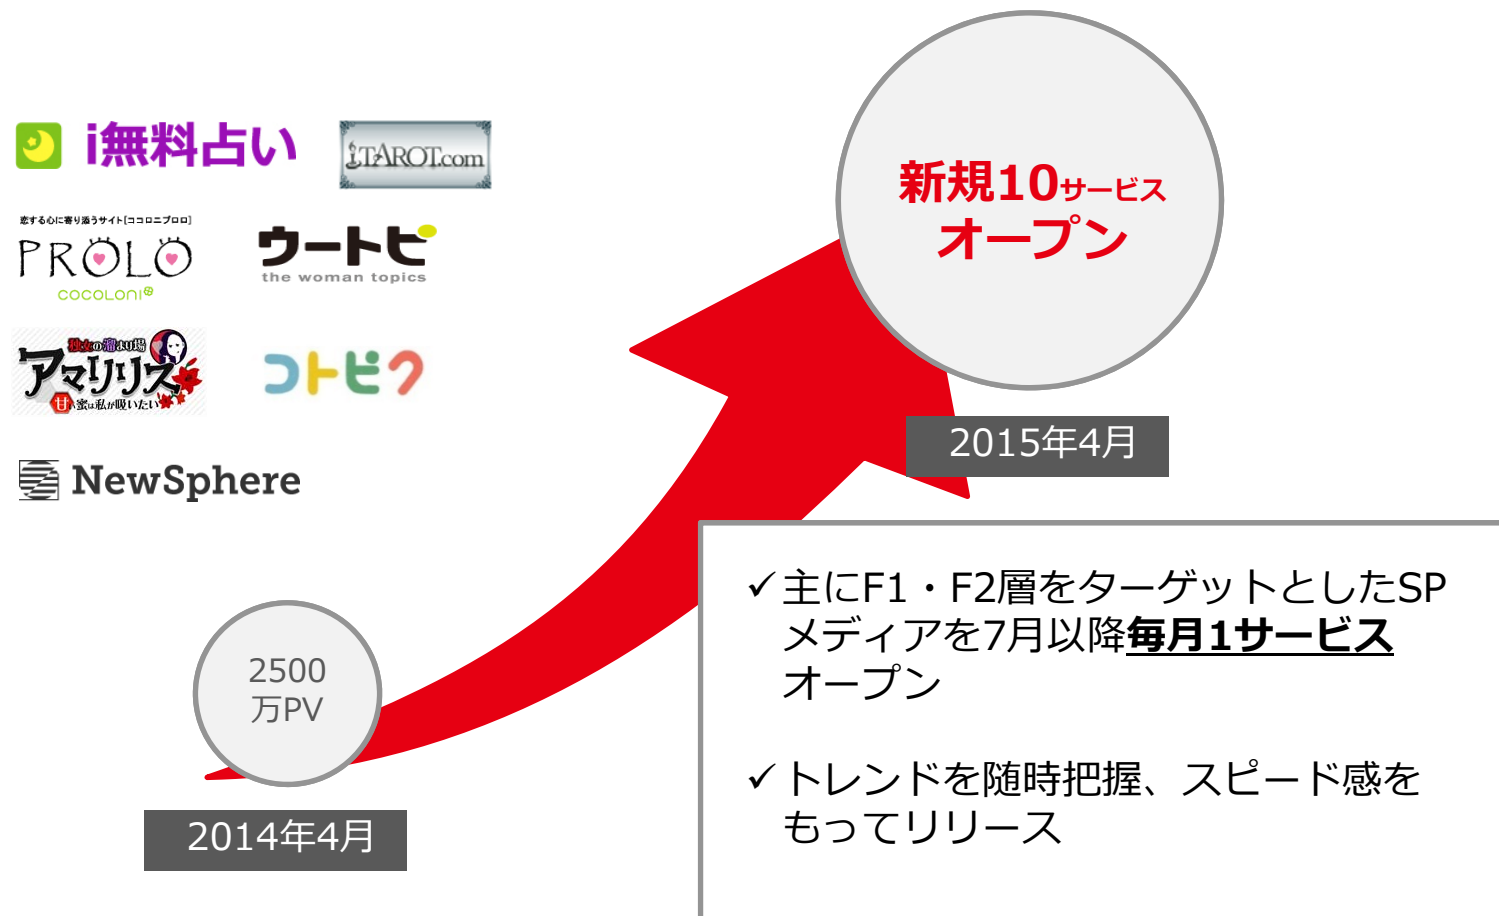 i無料占い
iTAROT.com
恋する心に寄り添うサイト[ココロニプロロ]
PROLO
cocoloni
ウートピ
the woman topics
独女の溜まり場
アマリリス
甘い蜜は私が吸いたい
コトピク
NewSphere
新規10サービス
オープン
2015年4月
2500
万PV
2014年4月
✓主にF1・F2層をターゲットとしたSP
メディアを7月以降毎月1サービス
オープン
✓トレンドを随時把握、スピード感を
もってリリース